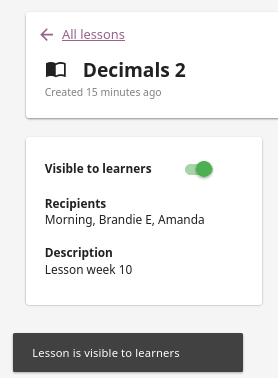 All lessons
Decimals 2
Created 15 minutes ago
Visible to learners
Recipients
Morning, Brandie E, Amanda
Description
Lesson week 10
Lesson is visible to learners